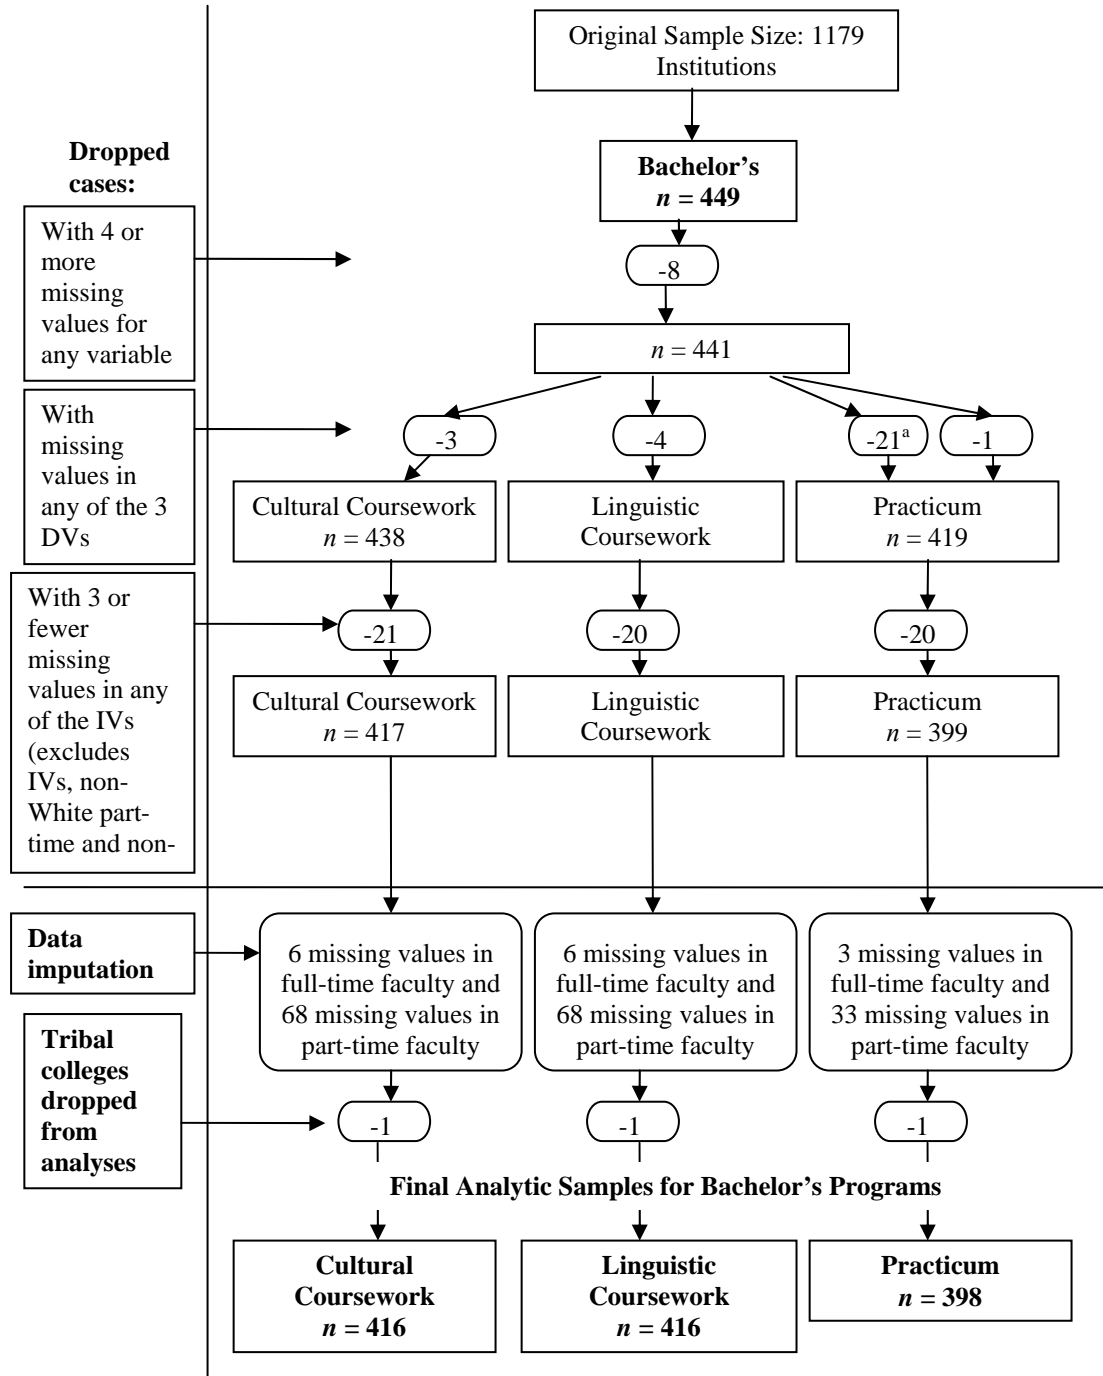 Original Sample Size: 1179
Institutions
Dropped
cases:
Bachelor’s
n = 449
With 4 or
more
missing
values for
any variable
-8
n = 441
With
missing
values in
any of the 3
DVs
-3
-4
-21a
-1
Cultural Coursework
n = 438
Linguistic
Coursework
Practicum
n = 419
With 3 or
fewer
missing
values in any
of the IVs
(excludes
IVs, non-
White part-
time and non-
-21
-20
-20
Cultural Coursework
n = 417
Linguistic
Coursework
Practicum
n = 399
Data
imputation
6 missing values in
full-time faculty and
68 missing values in
part-time faculty
6 missing values in
full-time faculty and
68 missing values in
part-time faculty
3 missing values in
full-time faculty and
33 missing values in
part-time faculty
Tribal
colleges
dropped
from
analyses
-1
-1
-1
Final Analytic Samples for Bachelor’s Programs
Cultural
Coursework
n = 416
Linguistic
Coursework
n = 416
Practicum
n = 398